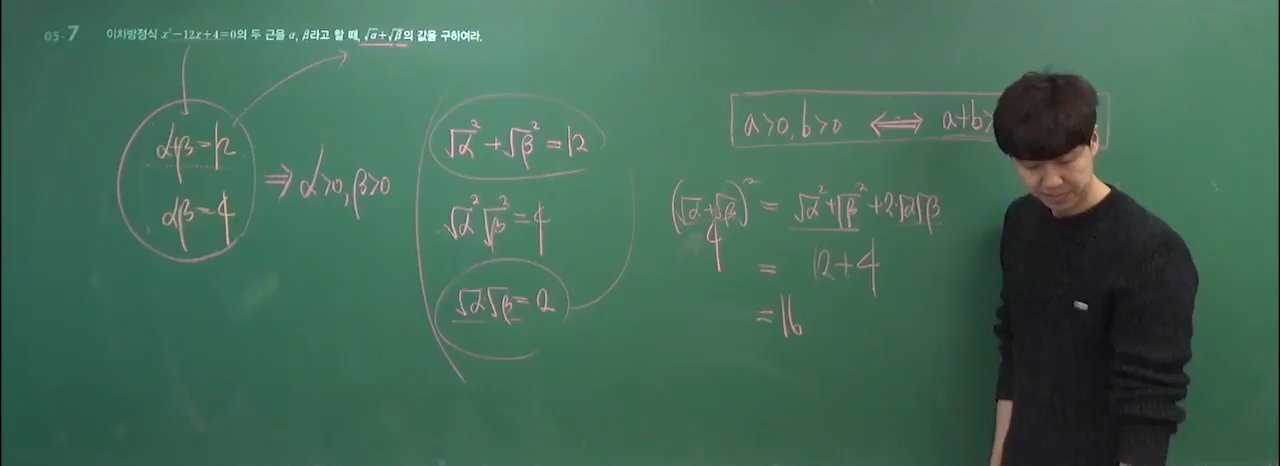 05-7 이차방정식 x²-12x+4=0의 두 근을 α, β라고 할 때, √α+√β의 값을 구하여라.
α+β=12
αβ=4
⇒ α>0, β>0
√α²+√β²=12
√α²√β²=4
√α·√β=2
a>0, b>0 ⟺ a+b>
(√α+√β)² = √α²+√β²+2·√α√β
4
= 12+4
=16